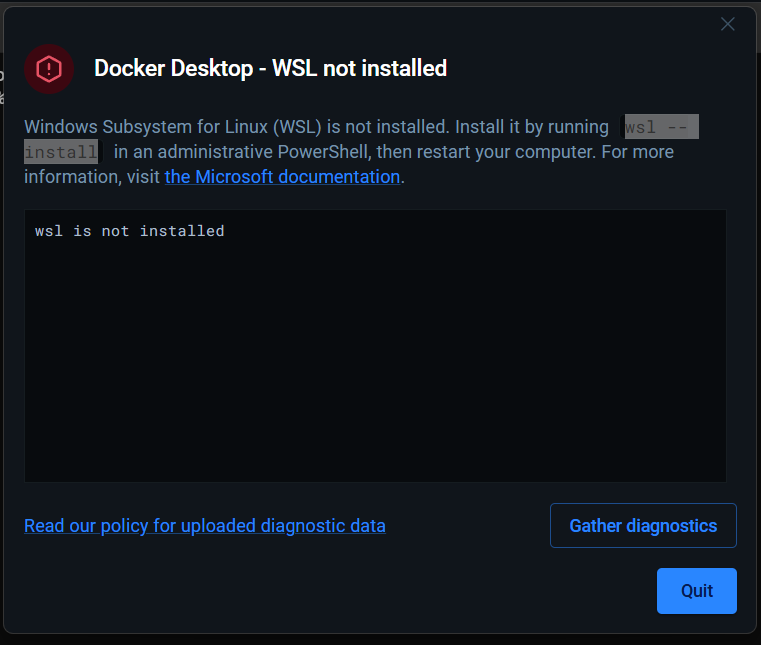 Docker Desktop - WSL not installed
Windows Subsystem for Linux (WSL) is not installed. Install it by running wsl --
install in an administrative PowerShell, then restart your computer. For more
information, visit the Microsoft documentation.
wsl is not installed
Read our policy for uploaded diagnostic data
Gather diagnostics
Quit